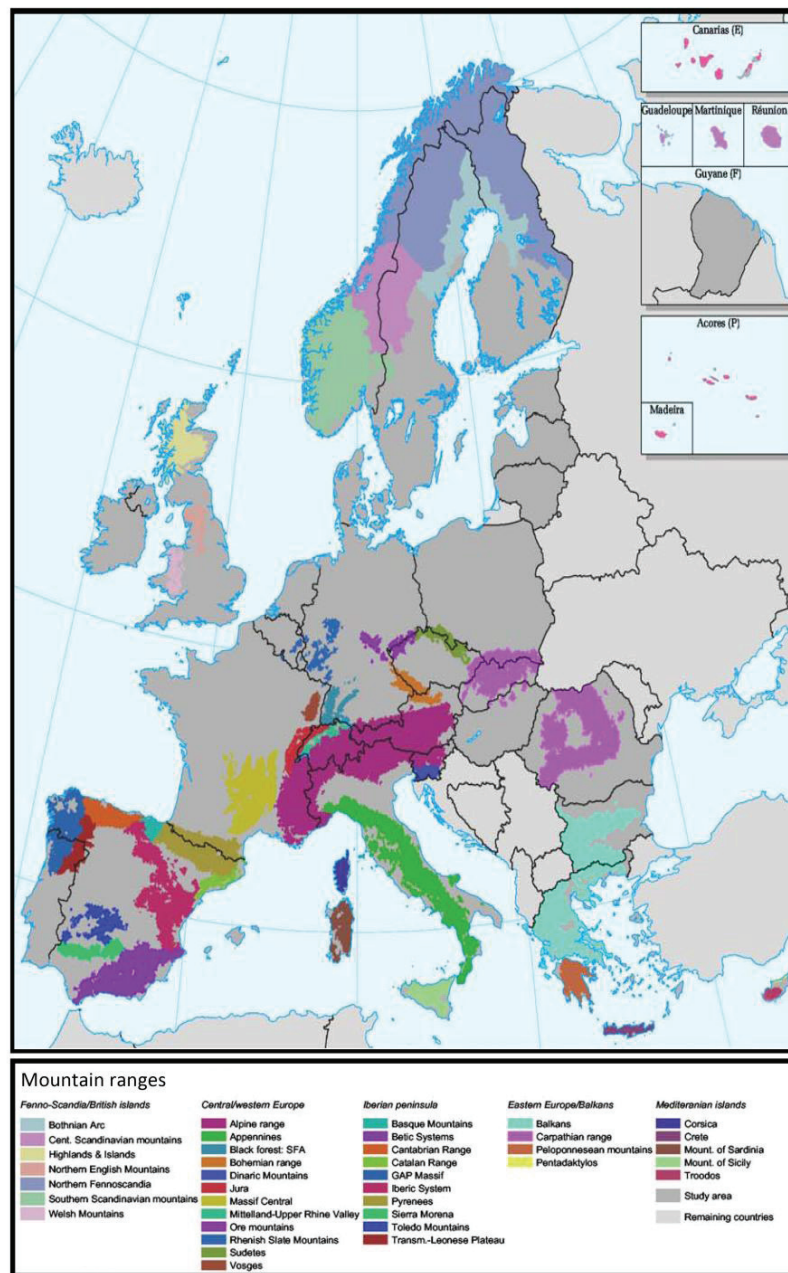 Canarias (E)
Guadeloupe
Martinique
Réunion
Guyane (F)
Acores (P)
Madeira
Mountain ranges
Fenno-Scandia/British islands
Bothnian Arc
Cent. Scandinavian mountains
Highlands & Islands
Northern English Mountains
Northern Fennoscandia
Southern Scandinavian mountains
Welsh Mountains
Central/western Europe
Alpine range
Appennines
Black forest: SFA
Bohemian range
Dinaric Mountains
Jura
Massif Central
Mittelland-Upper Rhine Valley
Ore mountains
Rhenish Slate Mountains
Sudetes
Vosges
Iberian peninsula
Basque Mountains
Betic Systems
Cantabrian Range
Catalan Range
GAP Massif
Iberic System
Pyrenees
Sierra Morena
Toledo Mountains
Transm.-Leonese Plateau
Eastern Europe/Balkans
Balkans
Carpathian range
Peloponnesean mountains
Pentadaktylos
Mediteranian islands
Corsica
Crete
Mount. of Sardinia
Mount. of Sicily
Troodos
Study area
Remaining countries